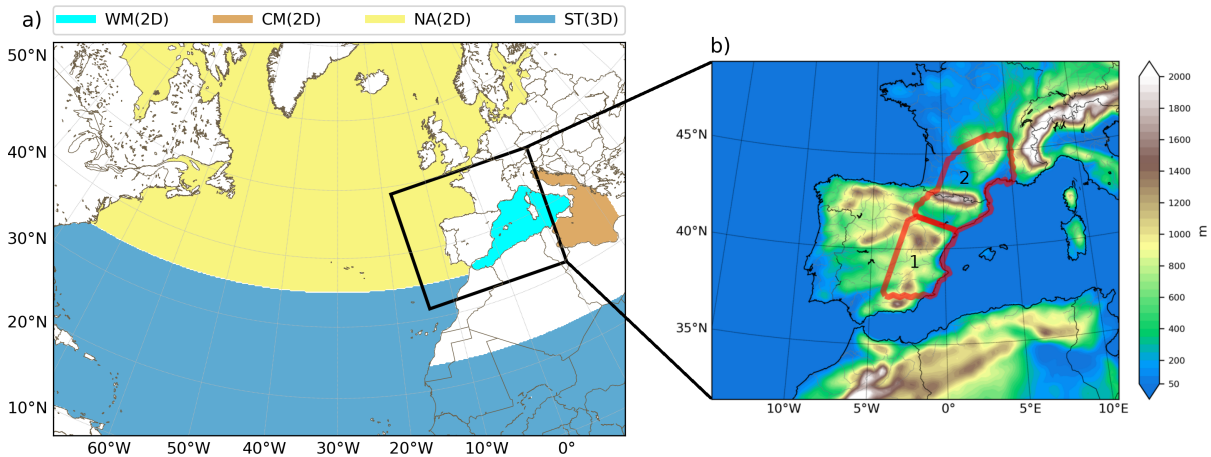 a)
WM(2D) CM(2D) NA(2D) ST(3D)
50°N
40°N
30°N
20°N
10°N
60°W 50°W 40°W 30°W 20°W 10°W 0°
b)
45°N
40°N
35°N
10°W 5°W 0° 5°E 10°E
2
1
2000
1800
1600
1400
1200
1000
800
600
400
200
50
m